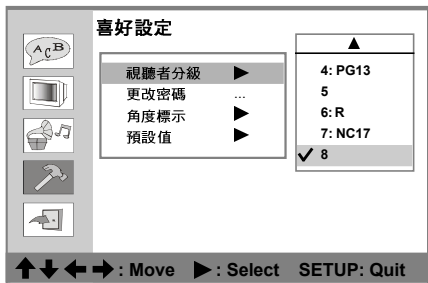 喜好設定
ACB
視聽者分級
更改密碼 ...
角度標示
預設值
4: PG13
5
6: R
7: NC17
8
: Move : Select SETUP: Quit